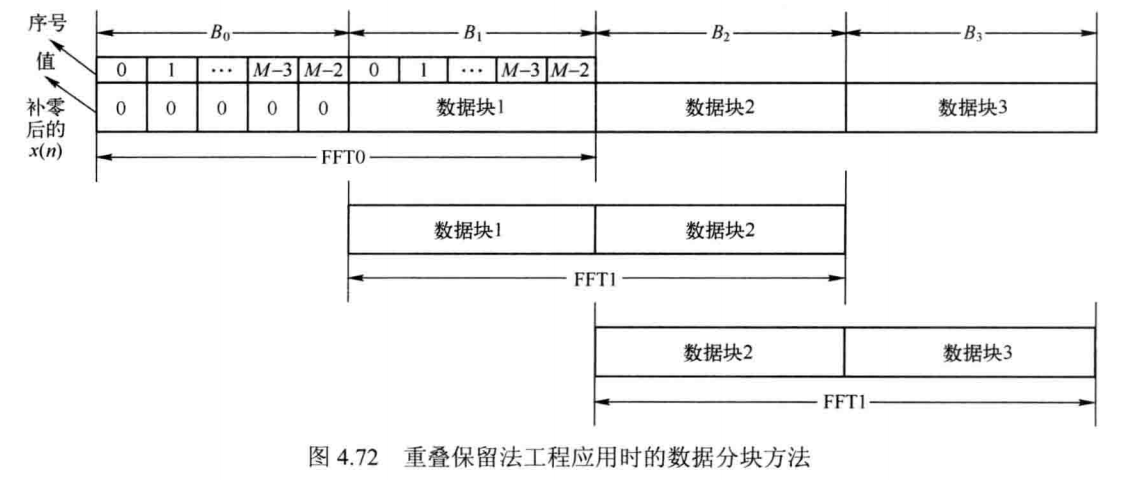 序号
值
补零
后的
x(n)
B₀ B₁ B₂ B₃
0 1 … M−3 M−2 0 1 … M−3 M−2
0 0 0 0 0 数据块1 数据块2 数据块3
FFT0
数据块1 数据块2
FFT1
数据块2 数据块3
FFT1
图 4.72 重叠保留法工程应用时的数据分块方法